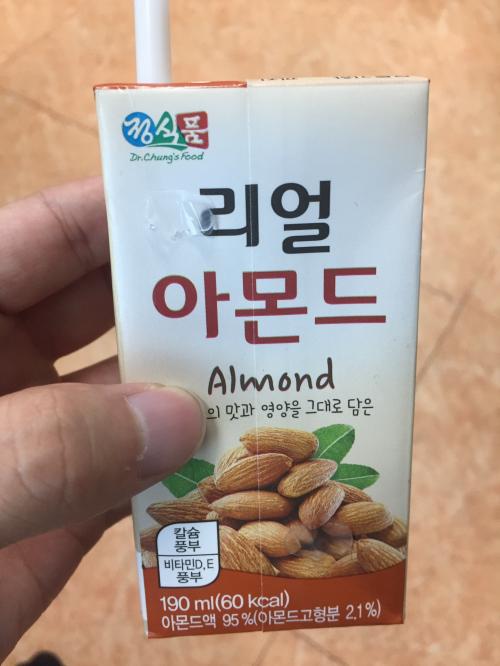 정식품
Dr.Chung's Food
리얼
아몬드
Almond
의 맛과 영양을 그대로 담은
칼슘
풍부
비타민D,E
풍부
190 ml(60 kcal)
아몬드액 95%(아몬드고형분 2.1%)